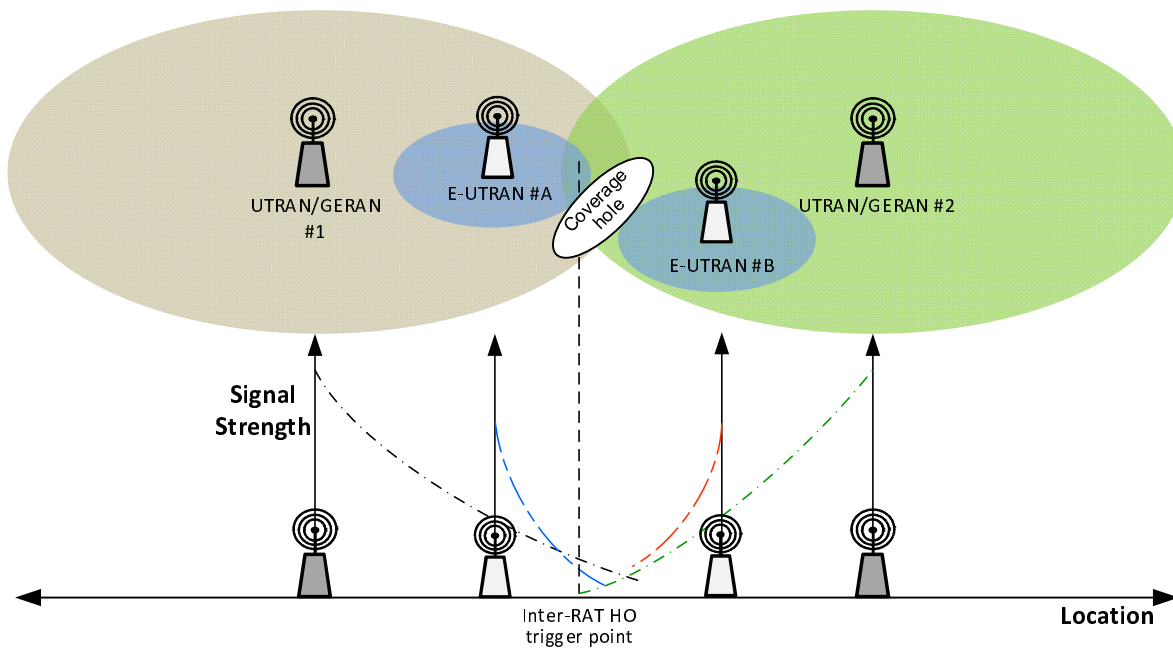 UTRAN/GERAN
#1
E-UTRAN #A
Coverage
hole
E-UTRAN #B
UTRAN/GERAN #2
Signal
Strength
Inter-RAT HO
trigger point
Location